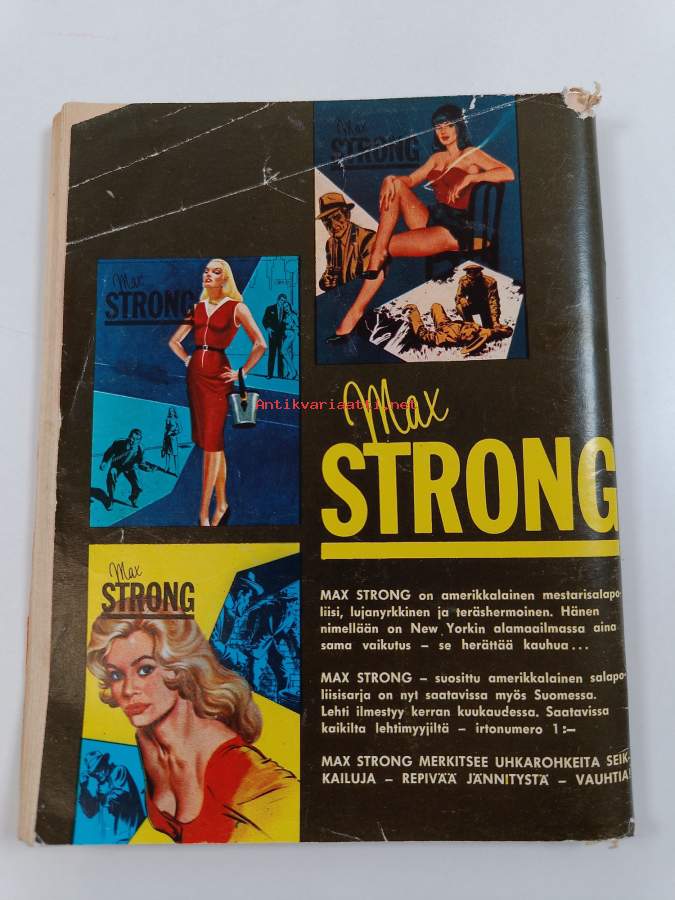 Max
STRONG
Max
STRONG
Antikvariaatti.net
Max
STRONG
Max
STRONG
MAX STRONG on amerikkalainen mestarisalapo-
liisi, lujanyrkkinen ja teräshermoinen. Hänen
nimellään on New Yorkin alamaailmassa aina
sama vaikutus – se herättää kauhua...
MAX STRONG – suosittu amerikkalainen salapo-
liisisarja on nyt saatavissa myös Suomessa.
Lehti ilmestyy kerran kuukaudessa. Saatavissa
kaikilta lehtimyyjiltä – irtonumero 1:–
MAX STRONG MERKITSEE UHKAROHKEITA SEIK-
KAILUJA – REPIVÄÄ JÄNNITYSTÄ – VAUHTIA!